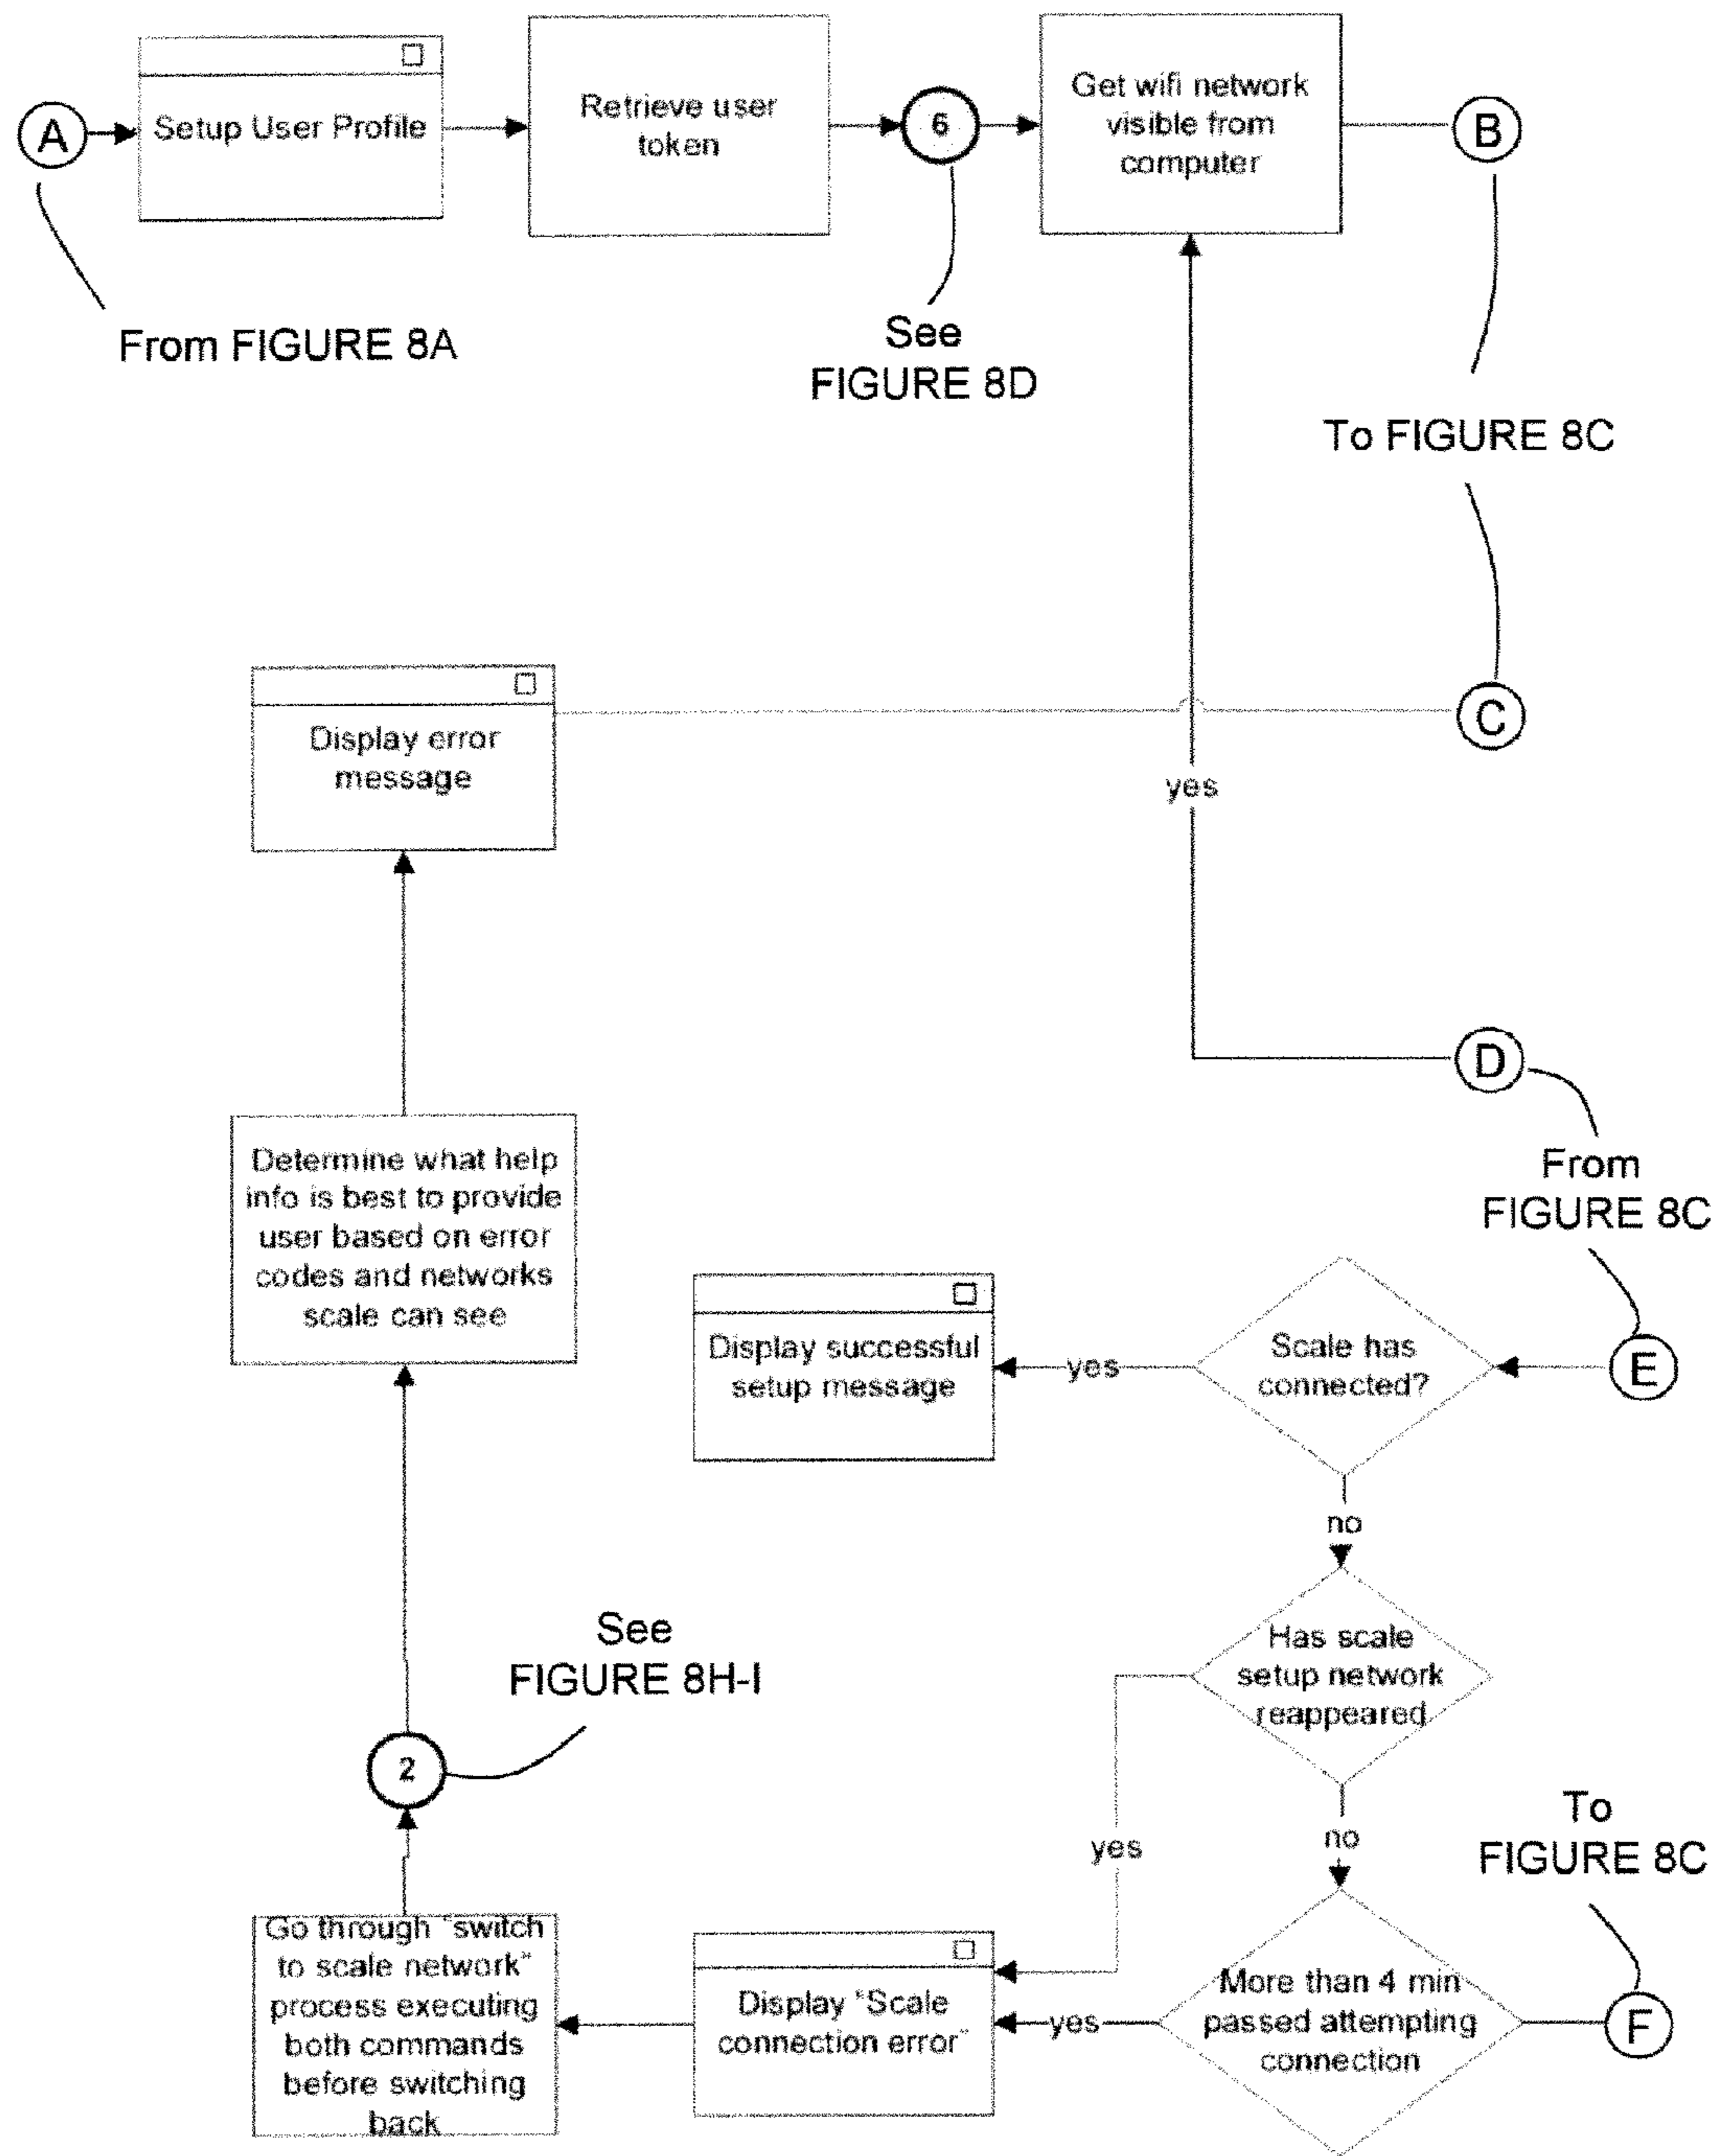 A
Setup User Profile
Retrieve user
token
6
Get wifi network
visible from
computer
B
From FIGURE 8A
See
FIGURE 8D
To FIGURE 8C
Display error
message
C
yes
D
From
FIGURE 8C
Determine what help
info is best to provide
user based on error
codes and networks
scale can see
Display successful
setup message
yes
Scale has
connected?
E
no
Has scale
setup network
reappeared
See
FIGURE 8H-I
2
yes
no
To
FIGURE 8C
Go through "switch
to scale network"
process executing
both commands
before switching
back
Display "Scale
connection error"
yes
More than 4 min
passed attempting
connection
F